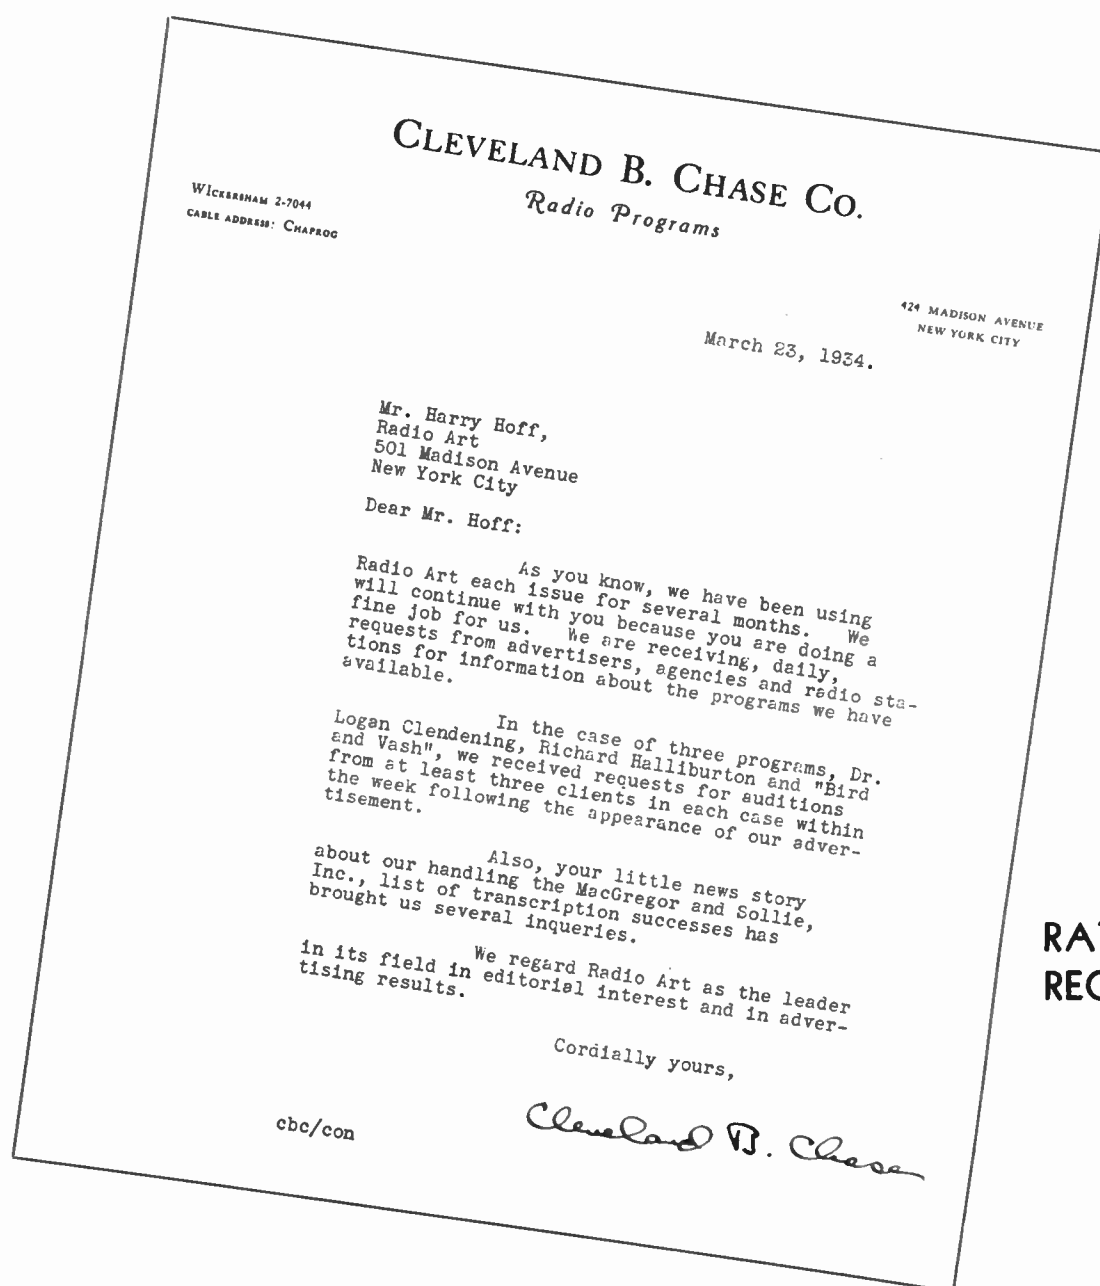 CLEVELAND B. CHASE CO.
Radio Programs
WICKERSHAM 2-7044
CABLE ADDRESS: CHAPROG
424 MADISON AVENUE
NEW YORK CITY
March 23, 1934.
Mr. Harry Hoff,
Radio Art
501 Madison Avenue
New York City
Dear Mr. Hoff:
As you know, we have been using
Radio Art each issue for several months. We
will continue with you because you are doing a
fine job for us. We are receiving, daily,
requests from advertisers, agencies and radio sta-
tions for information about the programs we have
available.
In the case of three programs, Dr.
Logan Clendening, Richard Halliburton and "Bird
and Vash", we received requests for auditions
from at least three clients in each case within
the week following the appearance of our adver-
tisement.
Also, your little news story
about our handling the MacGregor and Sollie,
Inc., list of transcription successes has
brought us several inqueries.
We regard Radio Art as the leader
in its field in editorial interest and in adver-
tising results.
Cordially yours,
Cleveland B. Chase
cbc/con